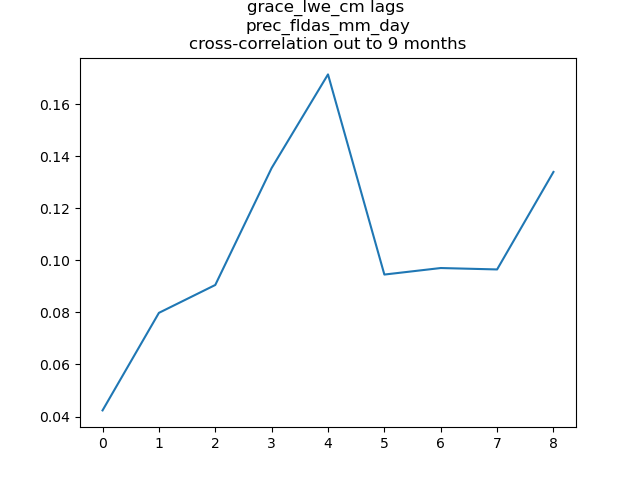 grace_lwe_cm lags
prec_fldas_mm_day
cross-correlation out to 9 months
0.16
0.14
0.12
0.10
0.08
0.06
0.04
0 1 2 3 4 5 6 7 8